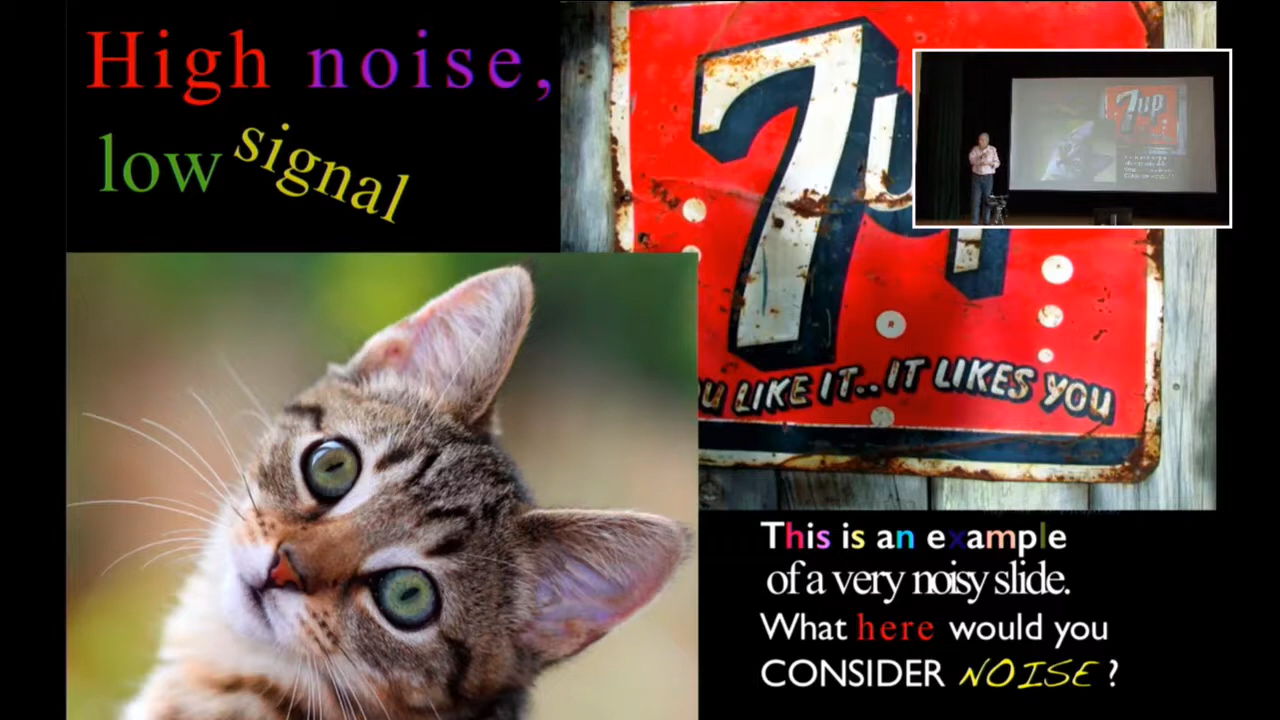 High noise,
low signal
7up
U LIKE IT..IT LIKES YOU
R
7up
This is an example
of a very noisy slide.
What here would you
CONSIDER NOISE?